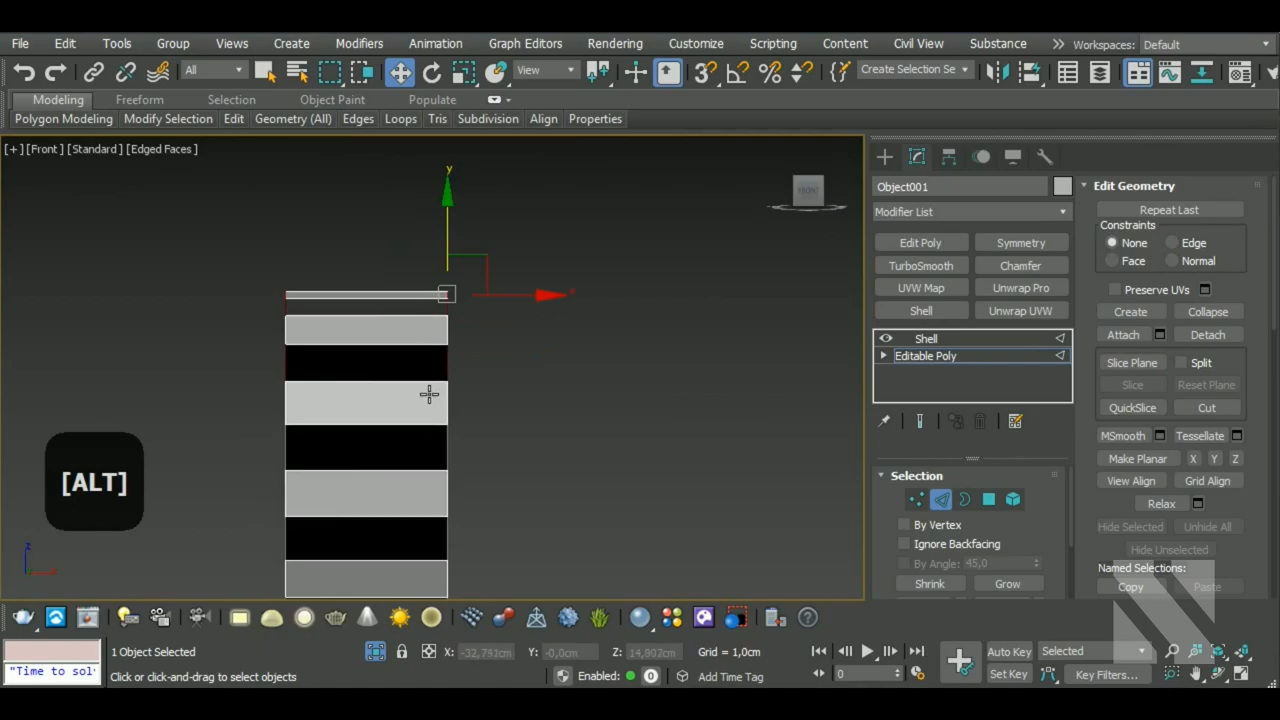 File Edit Tools Group Views Create Modifiers Animation Graph Editors Rendering Customize Scripting Content Civil View Substance Workspaces: Default
All View Create Selection Se
Modeling Freeform Selection Object Paint Populate
Polygon Modeling Modify Selection Edit Geometry (All) Edges Loops Tris Subdivision Align Properties
[+] [Front] [Standard] [Edged Faces]
y
x
[ALT]
z
Object001
Modifier List
Edit Poly Symmetry
TurboSmooth Chamfer
UVW Map Unwrap Pro
Shell Unwrap UVW
Shell
Editable Poly
Selection
By Vertex
Ignore Backfacing
By Angle: 45,0
Shrink Grow
Edit Geometry
Repeat Last
Constraints
None Edge
Face Normal
Preserve UVs
Create Collapse
Attach Detach
Slice Plane Split
Slice Reset Plane
QuickSlice Cut
MSmooth Tessellate
Make Planar X Y Z
View Align Grid Align
Relax
Hide Selected Unhide All
Hide Unselected
Named Selections:
Copy Paste
1 Object Selected X: -32,791cm Y: -0,0cm Z: 14,902cm Grid = 1,0cm Auto Key Selected
"Time to sol Click or click-and-drag to select objects Enabled: 0 Add Time Tag 0 Set Key Key Filters...